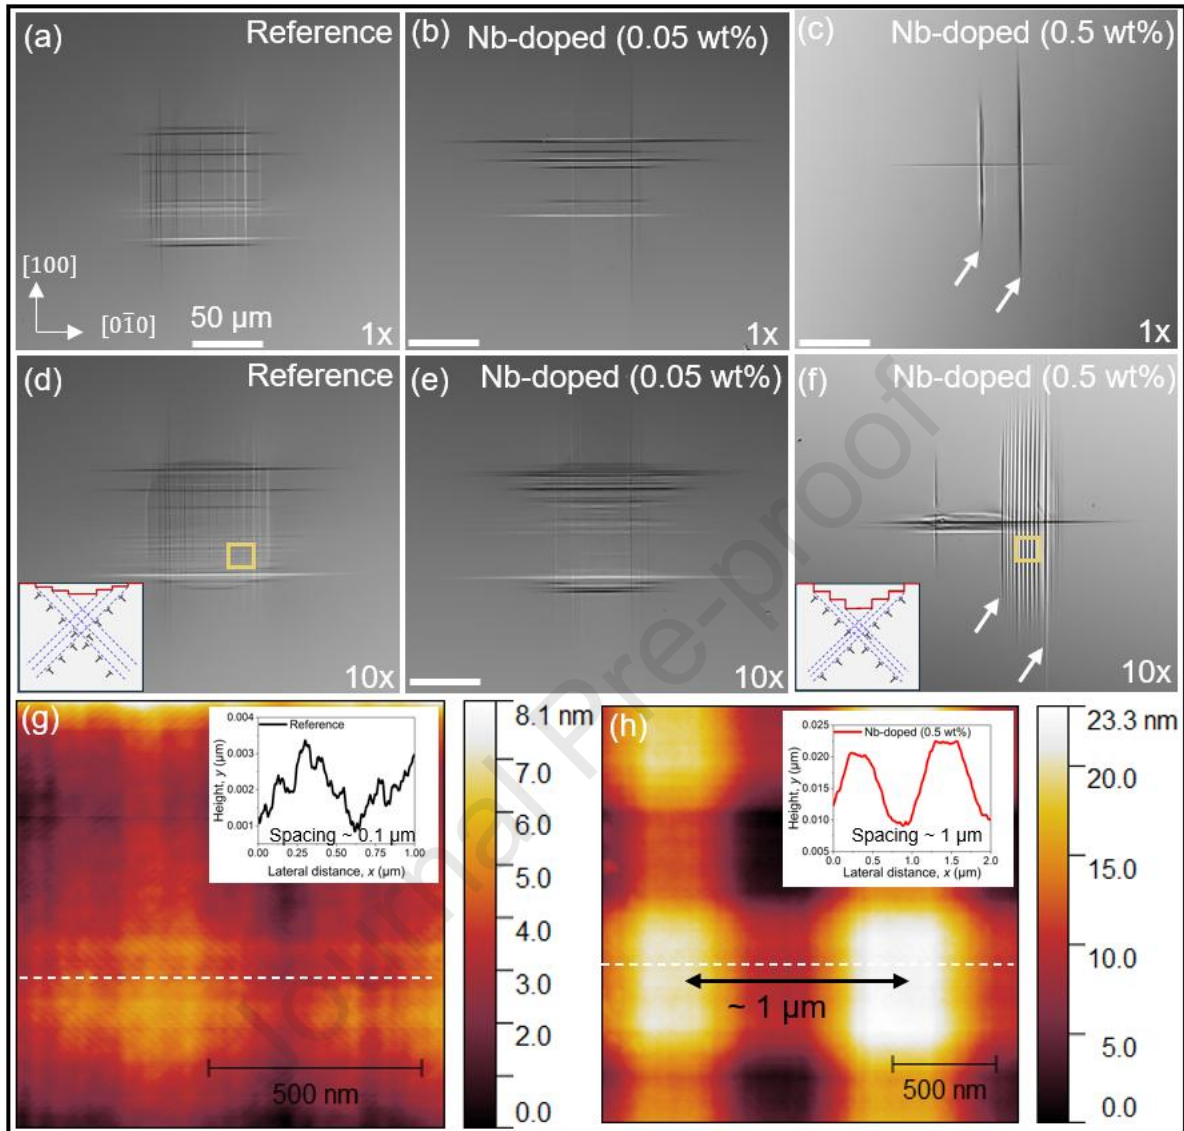 (a)
Reference
[100]
[01̄0]
50 μm
1x
(b)
Nb-doped (0.05 wt%)
1x
(c)
Nb-doped (0.5 wt%)
1x
(d)
Reference
10x
(e)
Nb-doped (0.05 wt%)
10x
(f)
Nb-doped (0.5 wt%)
10x
(g)
0.004
0.003
0.002
0.001
Height, y (μm)
Reference
Spacing ~ 0.1 μm
0.00 0.25 0.50 0.75 1.00
Lateral distance, x (μm)
500 nm
8.1 nm
7.0
6.0
5.0
4.0
3.0
2.0
0.0
(h)
0.025
0.020
0.015
0.010
0.005
Height, y (μm)
Nb-doped (0.5 wt%)
Spacing ~ 1 μm
0.0 0.5 1.0 1.5 2.0
Lateral distance, x (μm)
~ 1 μm
500 nm
23.3 nm
20.0
15.0
10.0
5.0
0.0
Journal Pre-proof